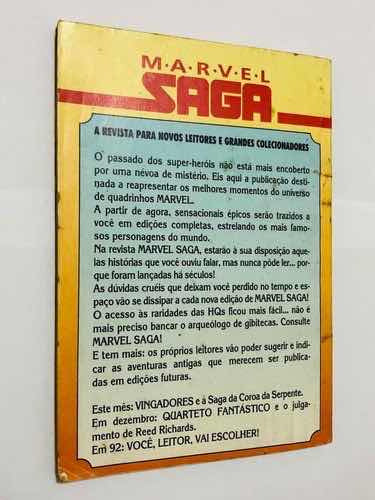 M·A·R·V·E·L
SAGA
A REVISTA PARA NOVOS LEITORES E GRANDES COLECIONADORES
O passado dos super-heróis não está mais encoberto
por uma névoa de mistério. Eis aqui a publicação desti-
nada a reapresentar os melhores momentos do universo
de quadrinhos MARVEL.
A partir de agora, sensacionais épicos serão trazidos a
você em edições completas, estrelando os mais famo-
sos personagens do mundo.
Na revista MARVEL SAGA, estarão à sua disposição aque-
las histórias que você ouviu falar, mas nunca pôde ler... por-
que foram lançadas há séculos!
As dúvidas cruéis que deixam você perdido no tempo e es-
paço vão se dissipar a cada nova edição de MARVEL SAGA!
O acesso às raridades das HQs ficou mais fácil... não é
mais preciso bancar o arqueólogo de gibitecas. Consulte
MARVEL SAGA!
E tem mais: os próprios leitores vão poder sugerir e indi-
car as aventuras antigas que merecem ser publica-
das em edições futuras.
Este mês: VINGADORES e a Saga da Coroa da Serpente.
Em dezembro: QUARTETO FANTÁSTICO e o julga-
mento de Reed Richards.
Em 92: VOCÊ, LEITOR, VAI ESCOLHER!